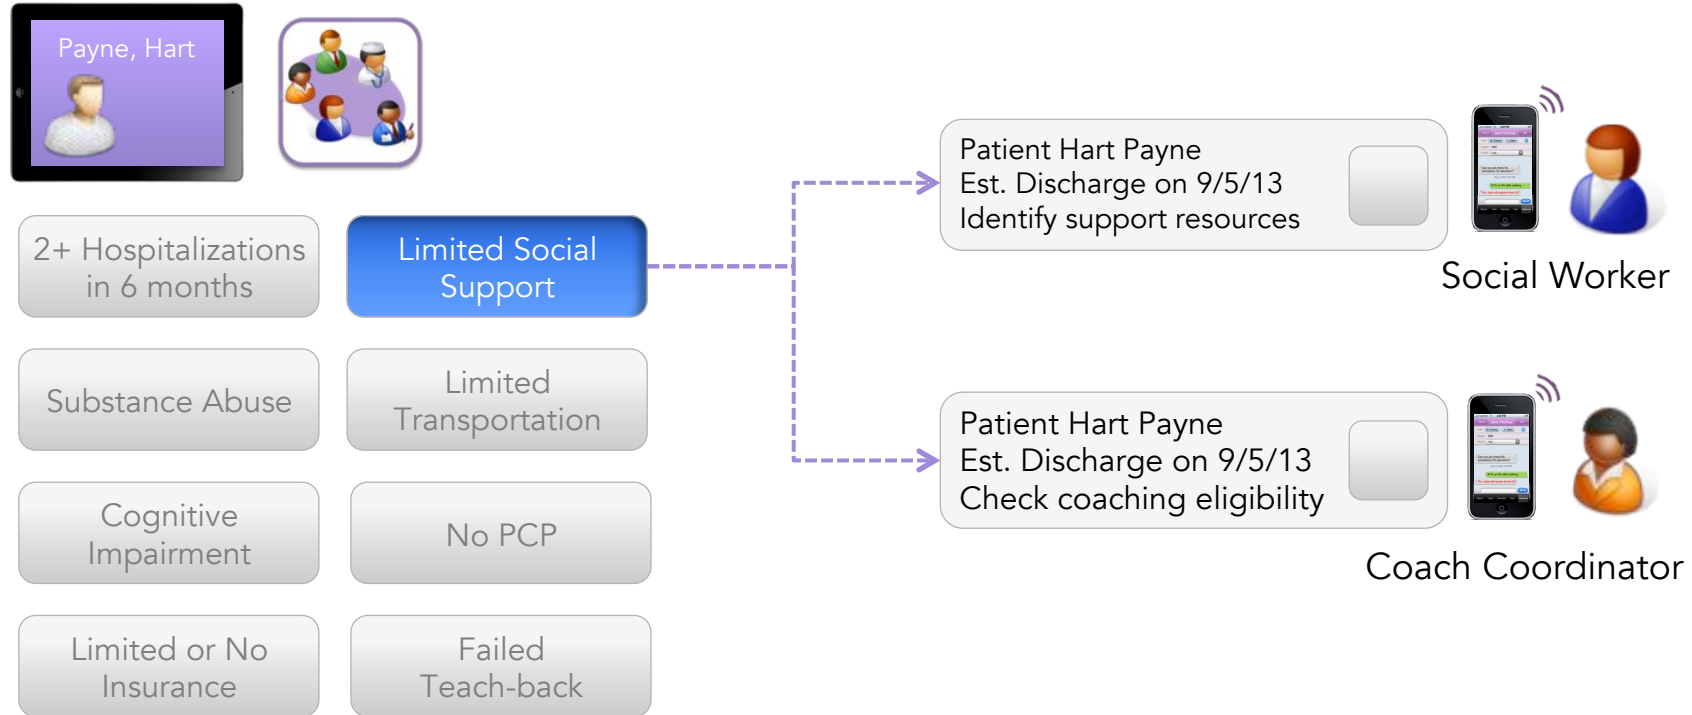 Payne, Hart
2+ Hospitalizations
in 6 months
Limited Social
Support
Substance Abuse
Limited
Transportation
Cognitive
Impairment
No PCP
Limited or No
Insurance
Failed
Teach-back
Patient Hart Payne
Est. Discharge on 9/5/13
Identify support resources
Social Worker
Patient Hart Payne
Est. Discharge on 9/5/13
Check coaching eligibility
Coach Coordinator